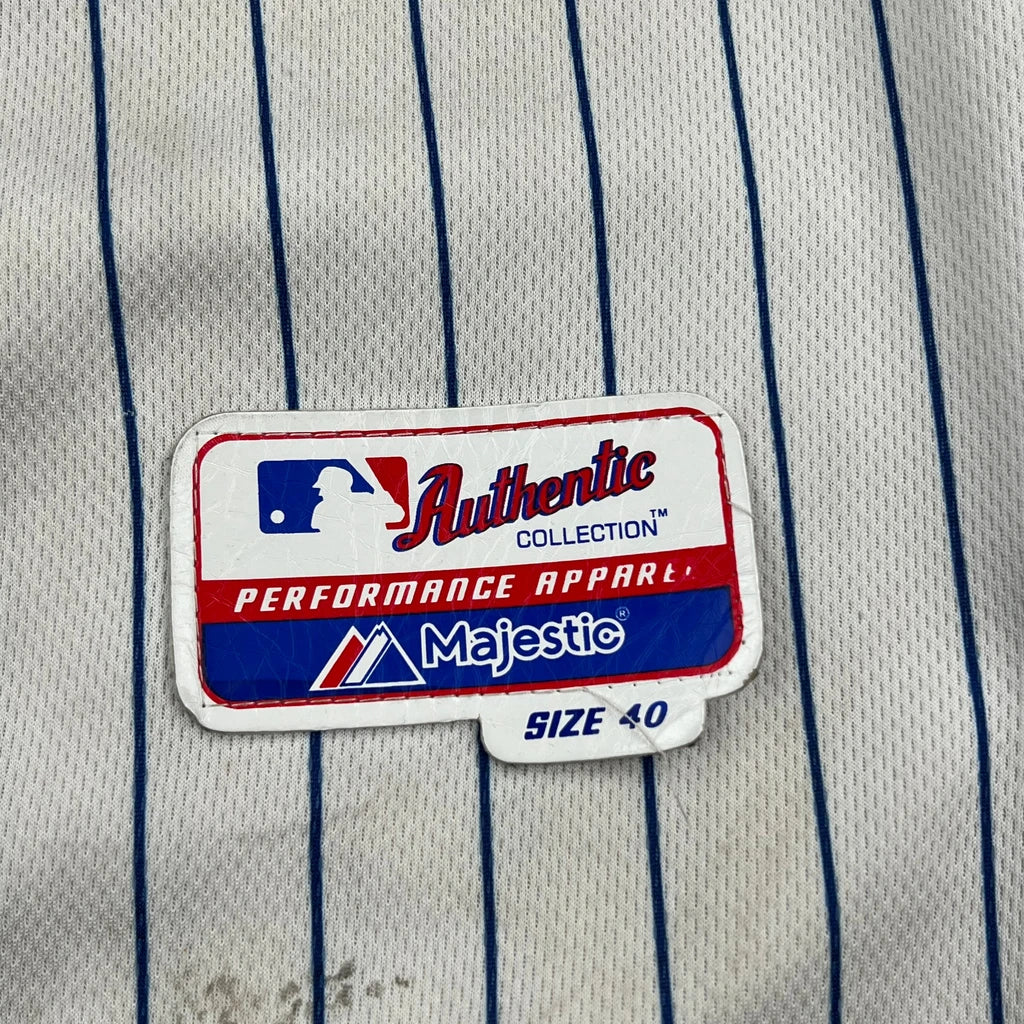 Authentic
COLLECTION™
PERFORMANCE APPAREL
Majestic®
SIZE 40